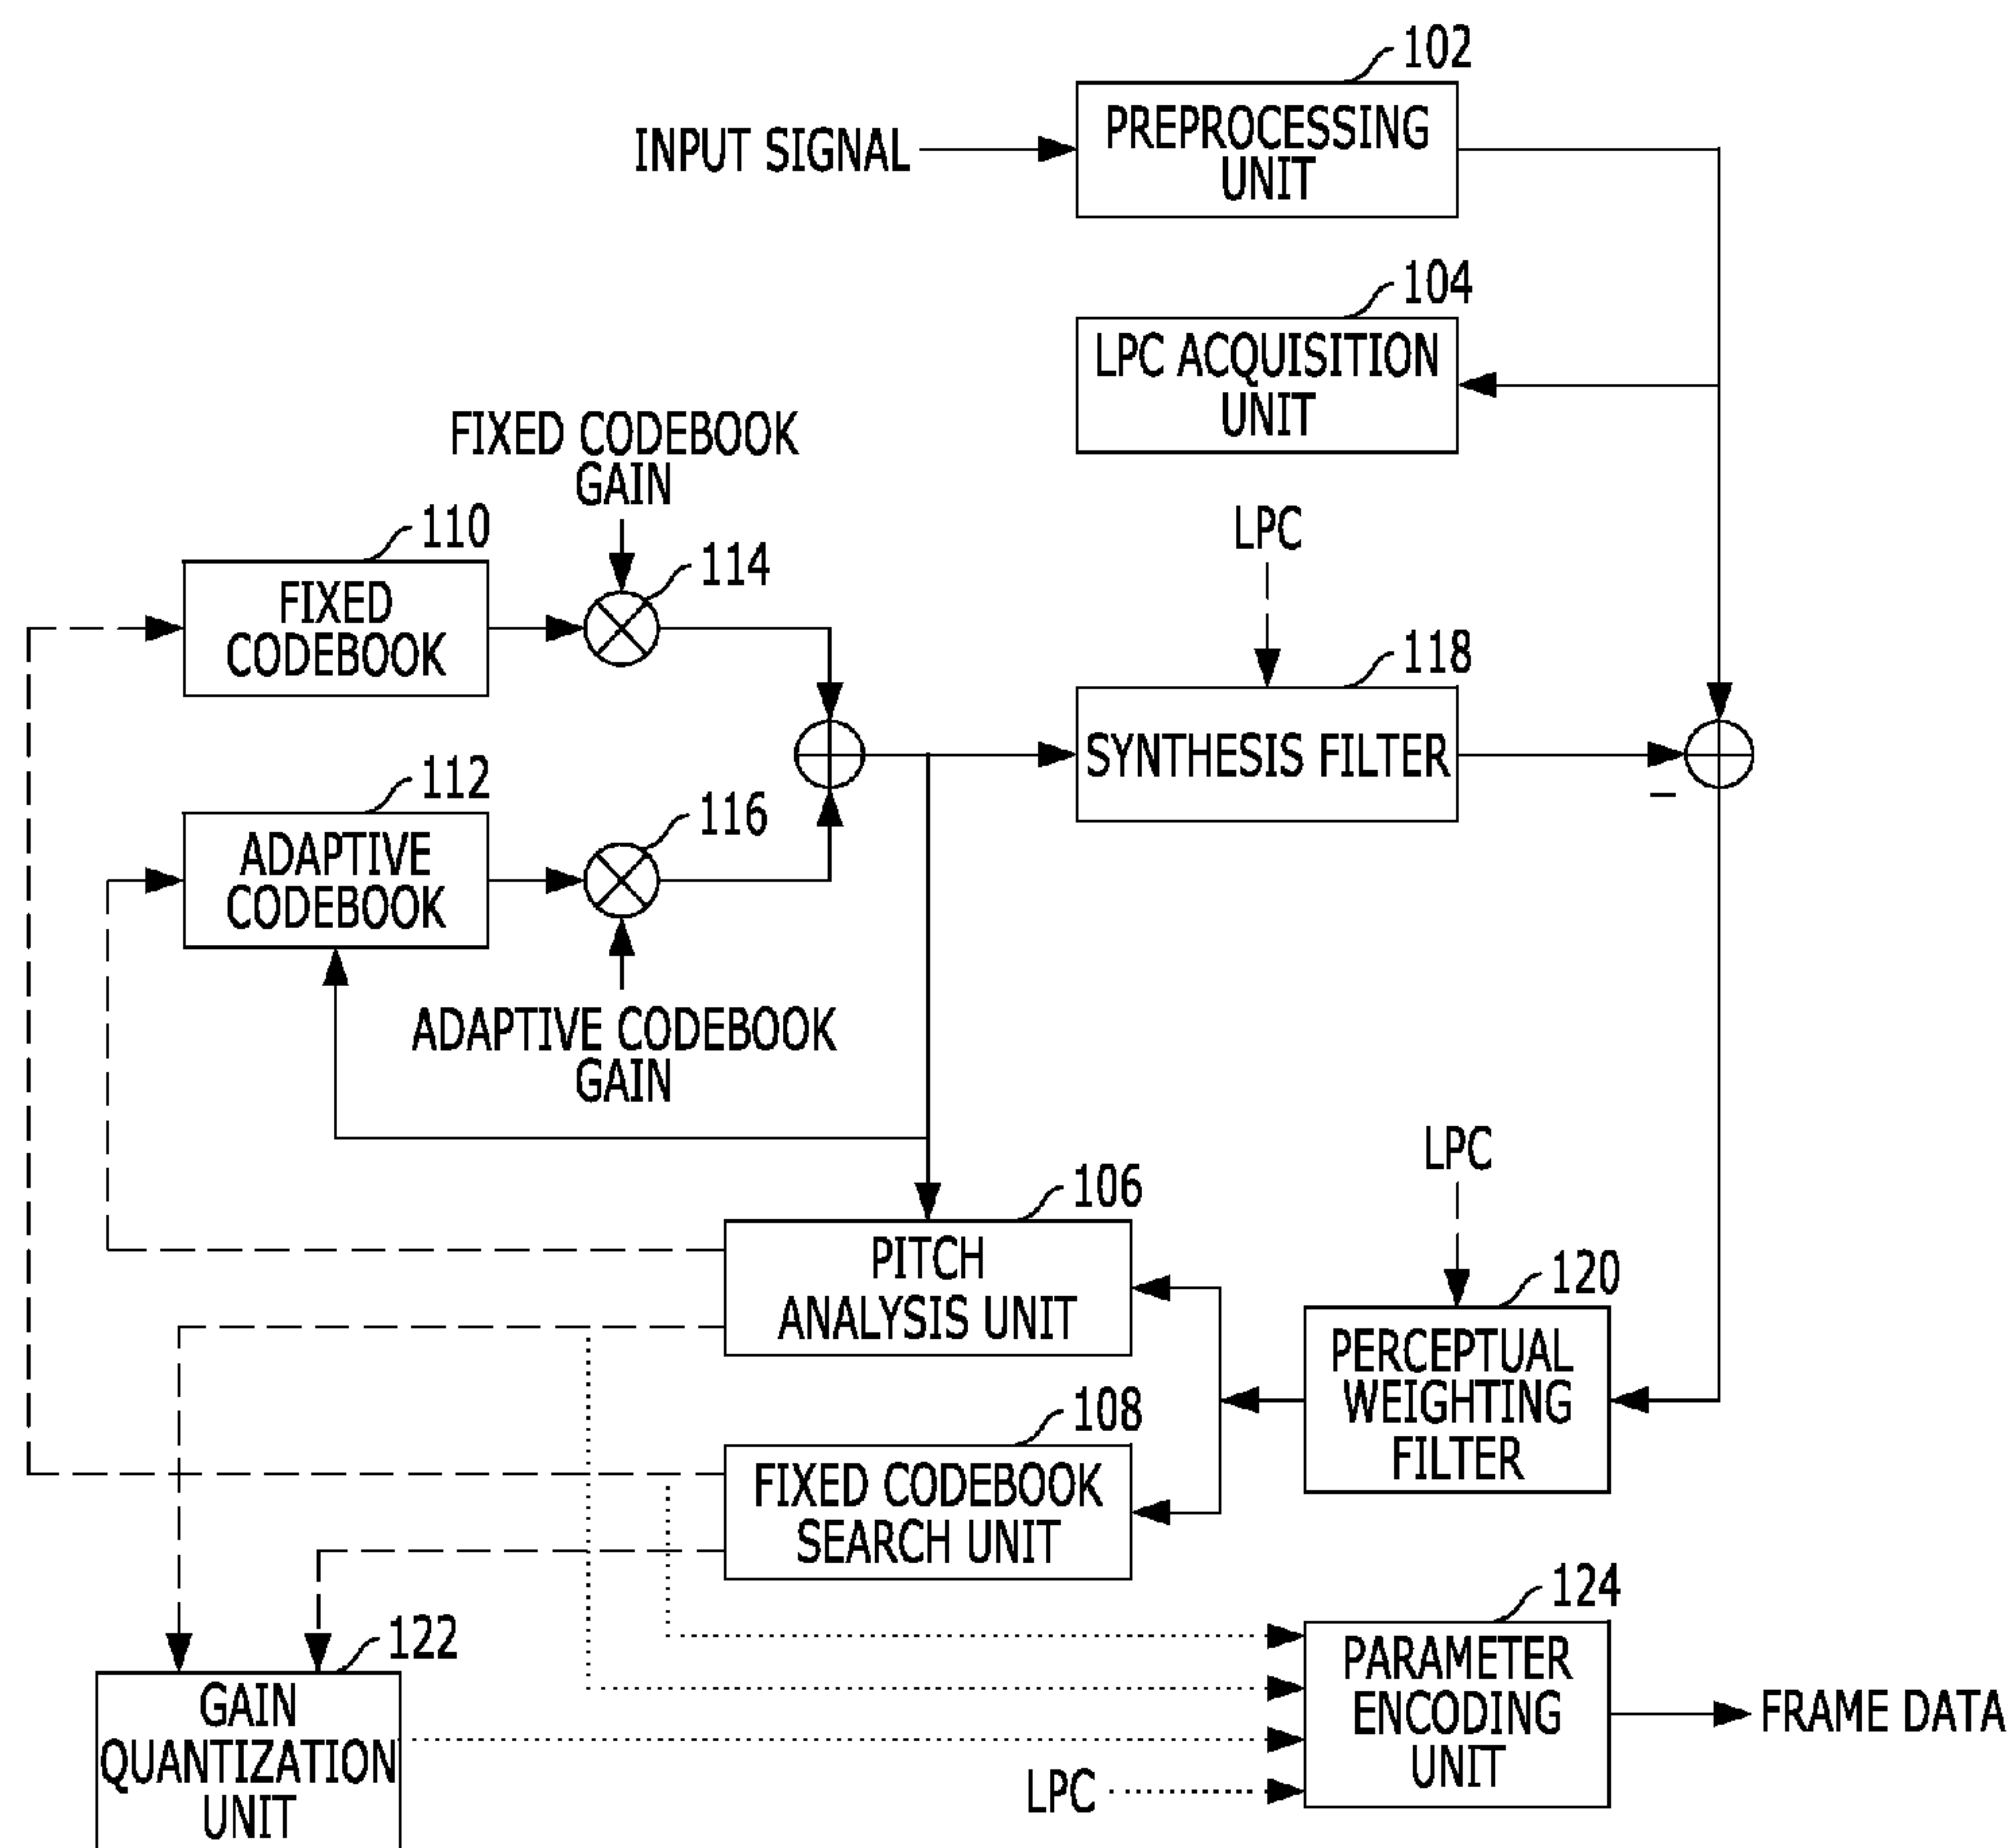 102
INPUT SIGNAL
PREPROCESSING
UNIT
104
LPC ACQUISITION
UNIT
FIXED CODEBOOK
GAIN
110
FIXED
CODEBOOK
114
LPC
118
SYNTHESIS FILTER
–
112
ADAPTIVE
CODEBOOK
116
ADAPTIVE CODEBOOK
GAIN
106
PITCH
ANALYSIS UNIT
LPC
120
PERCEPTUAL
WEIGHTING
FILTER
108
FIXED CODEBOOK
SEARCH UNIT
122
GAIN
QUANTIZATION
UNIT
124
PARAMETER
ENCODING
UNIT
FRAME DATA
LPC